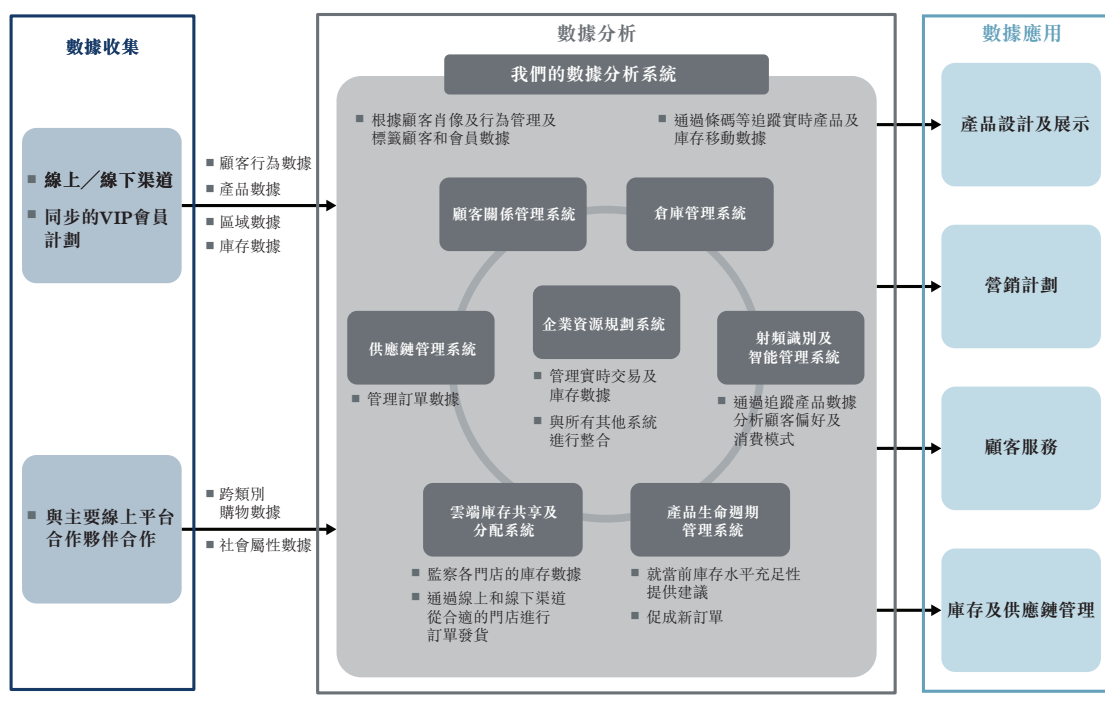 數據收集
■ 線上／線下渠道
■ 同步的VIP會員
計劃
■ 與主要線上平台
合作夥伴合作
■ 顧客行為數據
■ 產品數據
■ 區域數據
■ 庫存數據
■ 跨類別
購物數據
■ 社會屬性數據
數據分析
我們的數據分析系統
■ 根據顧客肖像及行為管理及
標籤顧客和會員數據
■ 通過條碼等追蹤實時產品及
庫存移動數據
顧客關係管理系統
倉庫管理系統
供應鏈管理系統
■ 管理訂單數據
企業資源規劃系統
■ 管理實時交易及
庫存數據
■ 與所有其他系統
進行整合
射頻識別及
智能管理系統
■ 通過追蹤產品數據
分析顧客偏好及
消費模式
雲端庫存共享及
分配系統
■ 監察各門店的庫存數據
■ 通過線上和線下渠道
從合適的門店進行
訂單發貨
產品生命週期
管理系統
■ 就當前庫存水平充足性
提供建議
■ 促成新訂單
數據應用
產品設計及展示
營銷計劃
顧客服務
庫存及供應鏈管理